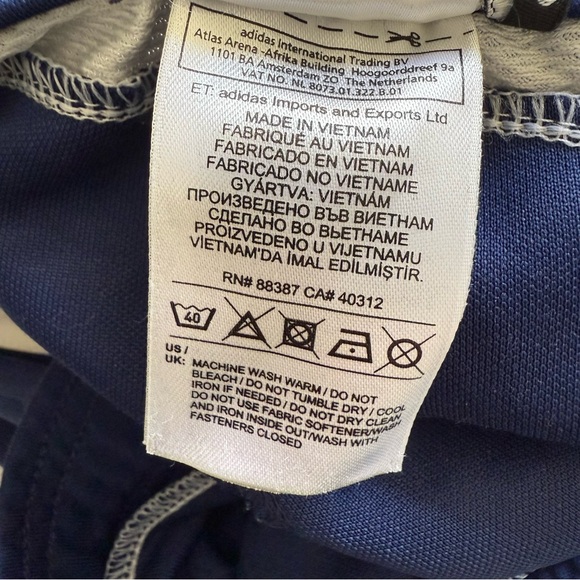 adidas International Trading BV
Atlas Arena -Afrika Building Hoogoorddreef 9a
1101 BA Amsterdam ZO The Netherlands
VAT NO. NL 8073.01.322.B.01
ET: adidas Imports and Exports Ltd
MADE IN VIETNAM
FABRIQUÉ AU VIETNAM
FABRICADO EN VIETNAM
FABRICADO NO VIETNAME
GYÁRTVA: VIETNÁM
ПРОИЗВЕДЕНО ВЪВ ВИЕТНАМ
СДЕЛАНО ВО ВЬЕТНАМЕ
PROIZVEDENO U VIJETNAMU
VİETNAM'DA İMAL EDİLMİŞTİR.
RN# 88387 CA# 40312
40
US /
UK: MACHINE WASH WARM / DO NOT
BLEACH / DO NOT TUMBLE DRY / COOL
IRON IF NEEDED / DO NOT DRY CLEAN
DO NOT USE FABRIC SOFTENER/WASH
AND IRON INSIDE OUT/WASH WITH
FASTENERS CLOSED